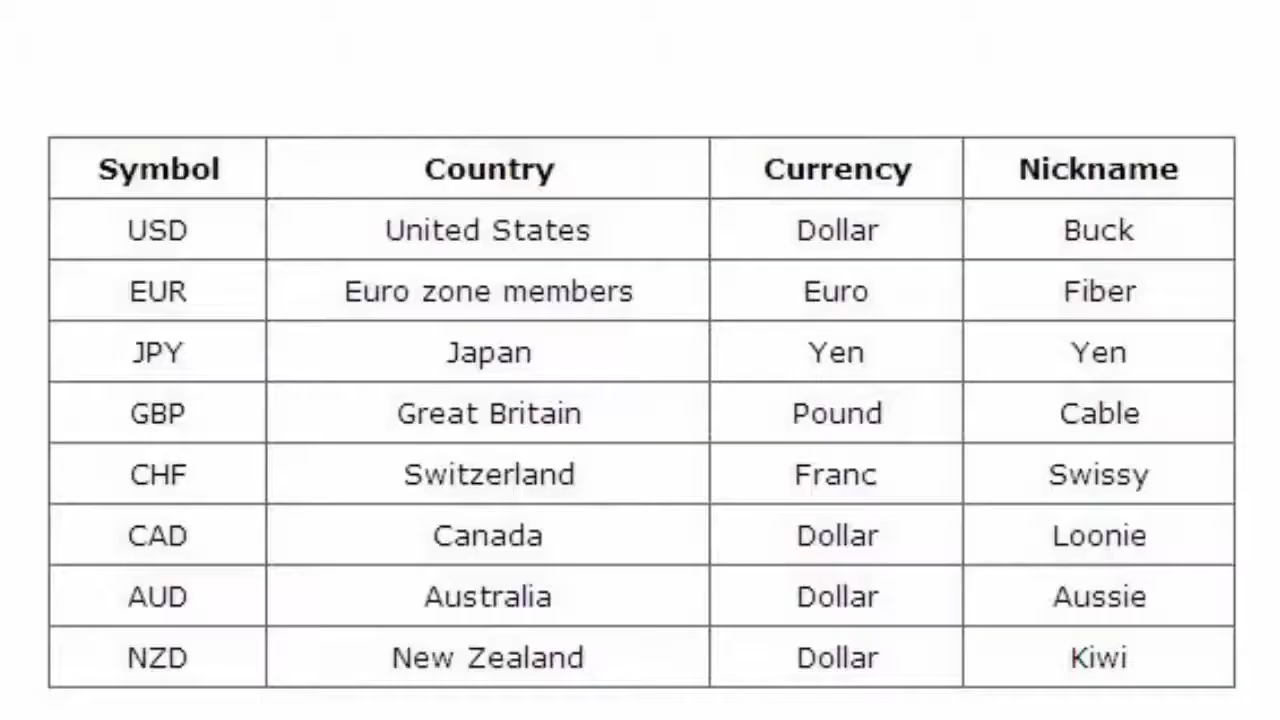 Symbol Country Currency Nickname
USD United States Dollar Buck
EUR Euro zone members Euro Fiber
JPY Japan Yen Yen
GBP Great Britain Pound Cable
CHF Switzerland Franc Swissy
CAD Canada Dollar Loonie
AUD Australia Dollar Aussie
NZD New Zealand Dollar Kiwi